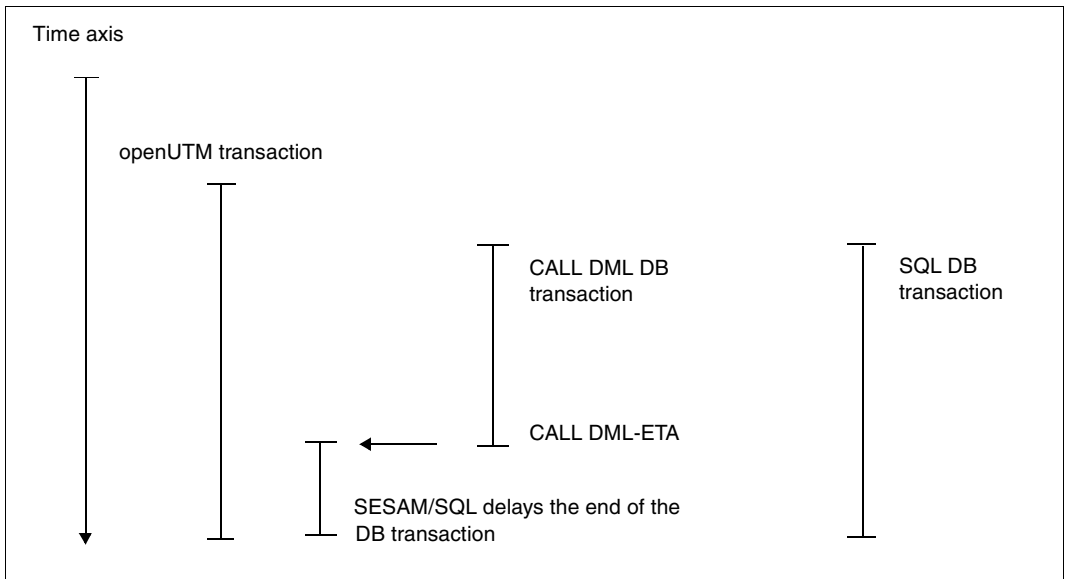 Time axis
openUTM transaction
CALL DML DB
transaction
SQL DB
transaction
CALL DML-ETA
SESAM/SQL delays the end of the
DB transaction